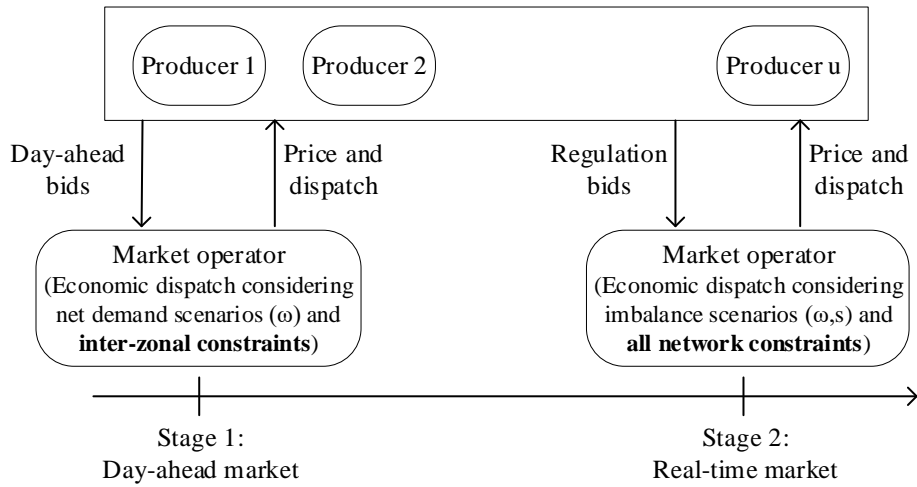 Producer 1
Producer 2
Producer u
Day-ahead
bids
Price and
dispatch
Regulation
bids
Price and
dispatch
Market operator
(Economic dispatch considering
net demand scenarios (ω) and
inter-zonal constraints)
Market operator
(Economic dispatch considering
imbalance scenarios (ω,s) and
all network constraints)
Stage 1:
Day-ahead market
Stage 2:
Real-time market